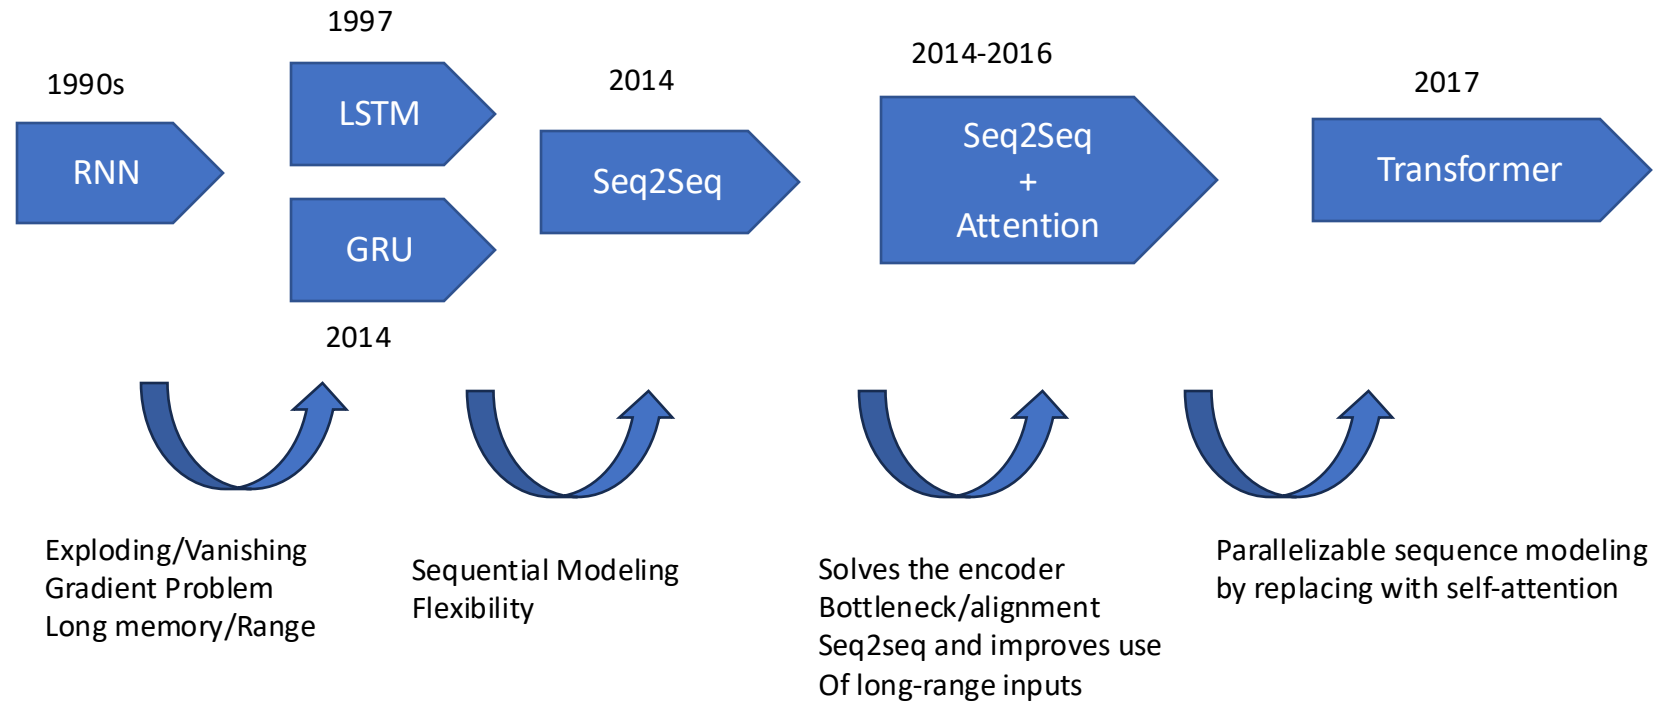 1990s
RNN
1997
LSTM
GRU
2014
2014
Seq2Seq
2014-2016
Seq2Seq
+
Attention
2017
Transformer
Exploding/Vanishing
Gradient Problem
Long memory/Range
Sequential Modeling
Flexibility
Solves the encoder
Bottleneck/alignment
Seq2seq and improves use
Of long-range inputs
Parallelizable sequence modeling
by replacing with self-attention